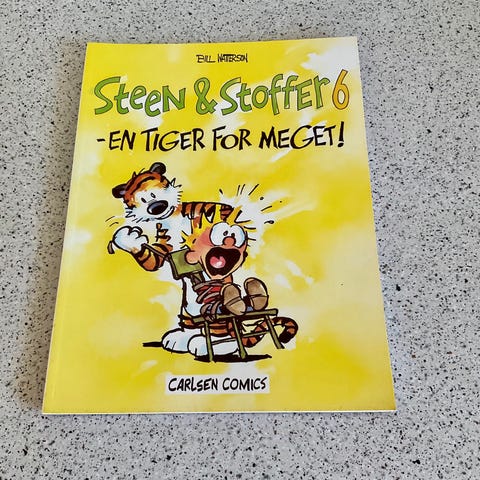 BILL WATTERSON
Steen & Stoffer 6
-EN TIGER FOR MEGET!
CARLSEN COMICS